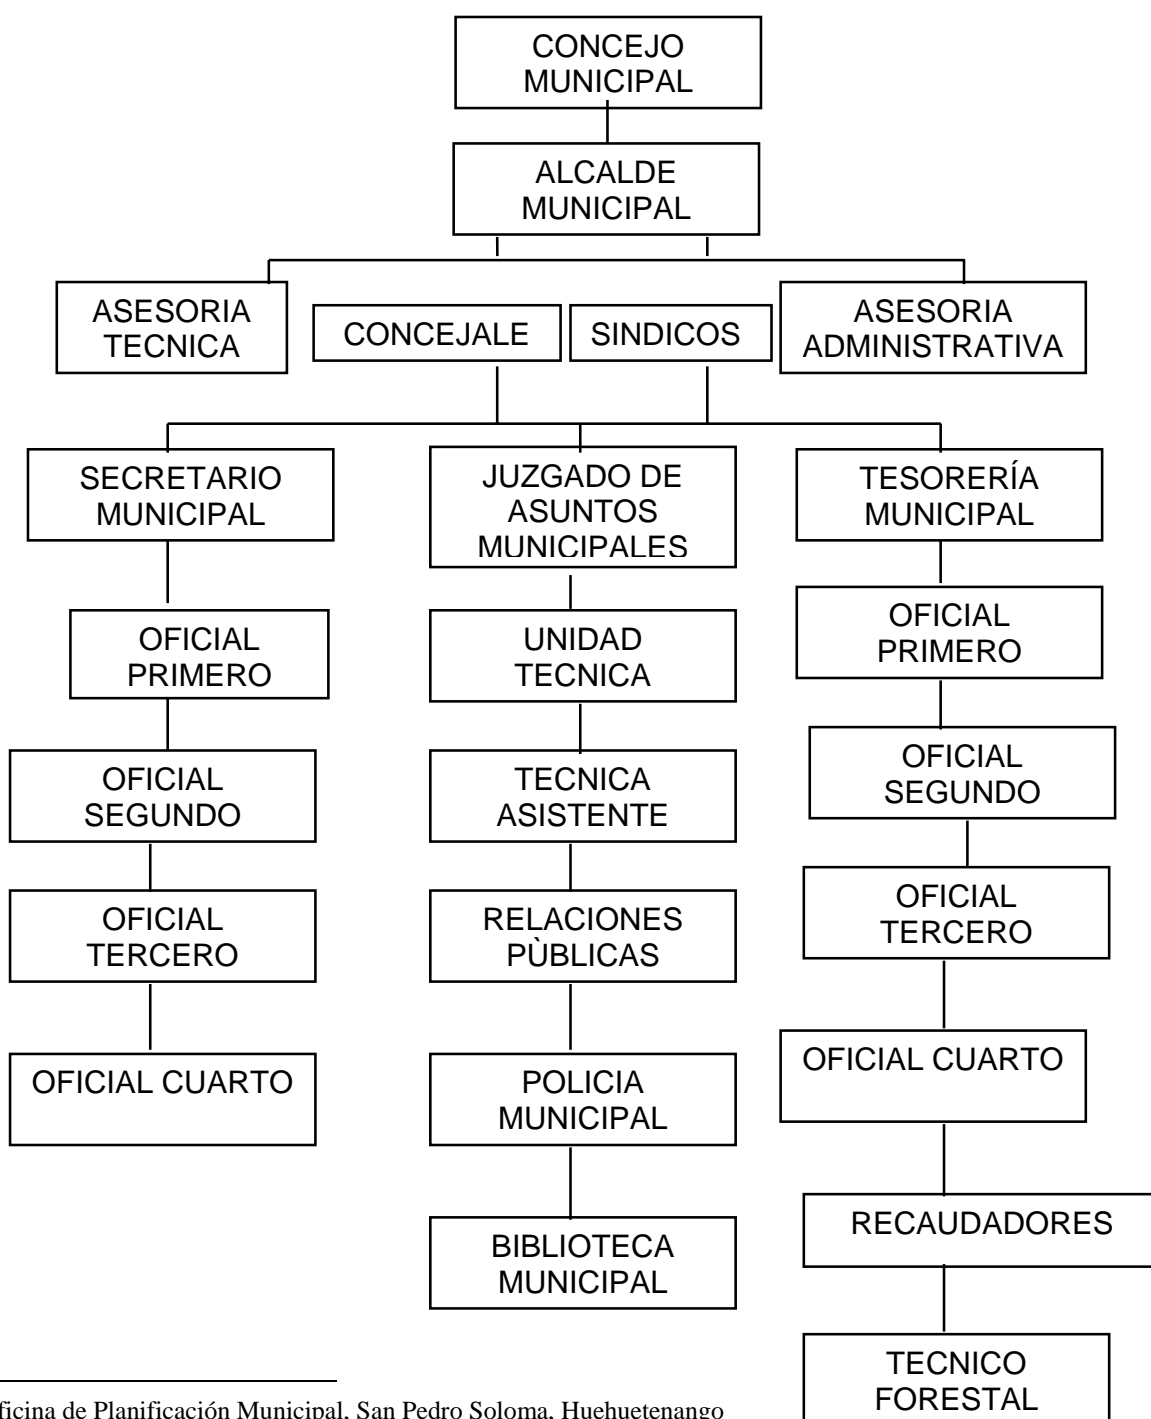 CONCEJO
MUNICIPAL
ALCALDE
MUNICIPAL
ASESORIA
TECNICA
CONCEJALE
SINDICOS
ASESORIA
ADMINISTRATIVA
SECRETARIO
MUNICIPAL
JUZGADO DE
ASUNTOS
MUNICIPALES
TESORERÍA
MUNICIPAL
OFICIAL
PRIMERO
UNIDAD
TECNICA
OFICIAL
PRIMERO
OFICIAL
SEGUNDO
TECNICA
ASISTENTE
OFICIAL
SEGUNDO
OFICIAL
TERCERO
RELACIONES
PÙBLICAS
OFICIAL
TERCERO
OFICIAL CUARTO
POLICIA
MUNICIPAL
OFICIAL CUARTO
BIBLIOTECA
MUNICIPAL
RECAUDADORES
TECNICO
FORESTAL
ficina de Planificación Municipal, San Pedro Soloma, Huehuetenango